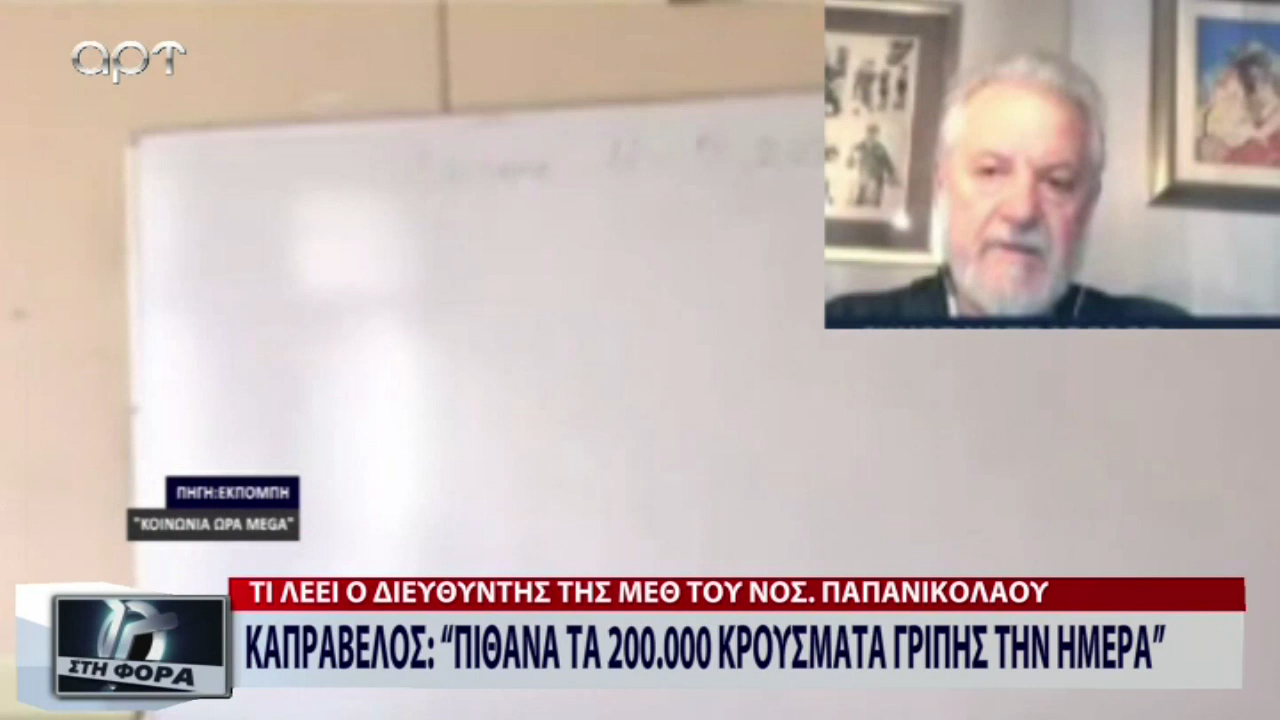 αρτ
ΠΗΓΗ:ΕΚΠΟΜΠΗ
"ΚΟΙΝΩΝΙΑ ΩΡΑ MEGA"
ΤΙ ΛΕΕΙ Ο ΔΙΕΥΘΥΝΤΗΣ ΤΗΣ ΜΕΘ ΤΟΥ ΝΟΣ. ΠΑΠΑΝΙΚΟΛΑΟΥ
ΚΑΠΡΑΒΕΛΟΣ: “ΠΙΘΑΝΑ ΤΑ 200.000 ΚΡΟΥΣΜΑΤΑ ΓΡΙΠΗΣ ΤΗΝ ΗΜΕΡΑ”
ΣΤΗ ΦΟΡΑ